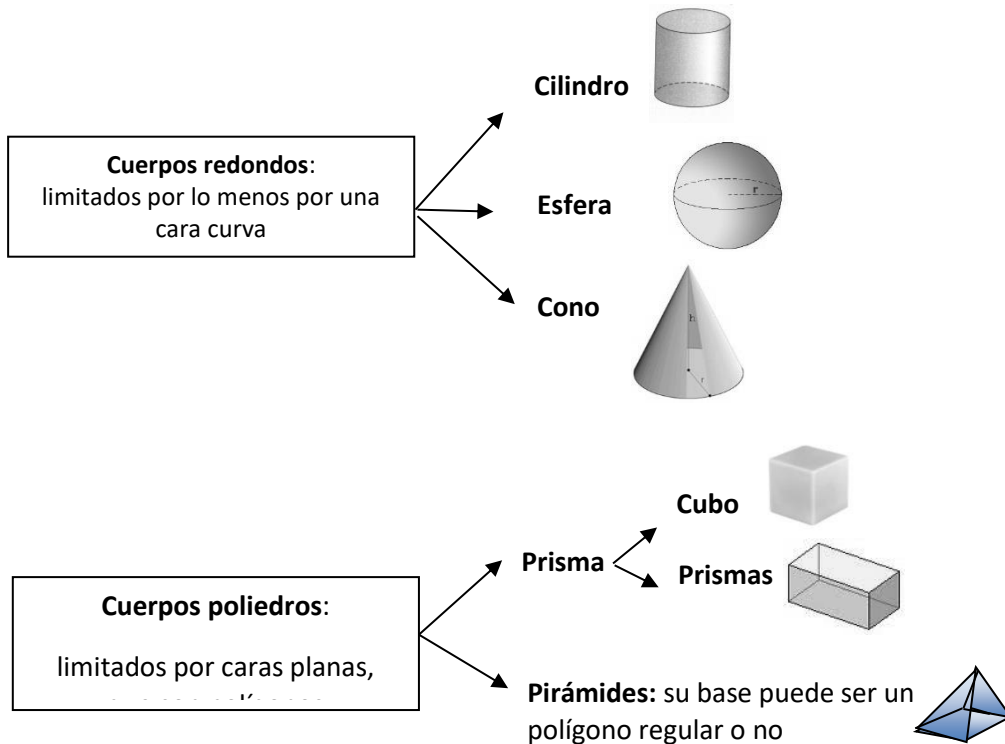 Cilindro
Cuerpos redondos:
limitados por lo menos por una
cara curva
r
Esfera
Cono
h
r
Cubo
Prisma
Prismas
Cuerpos poliedros:
limitados por caras planas,
Pirámides: su base puede ser un
polígono regular o no